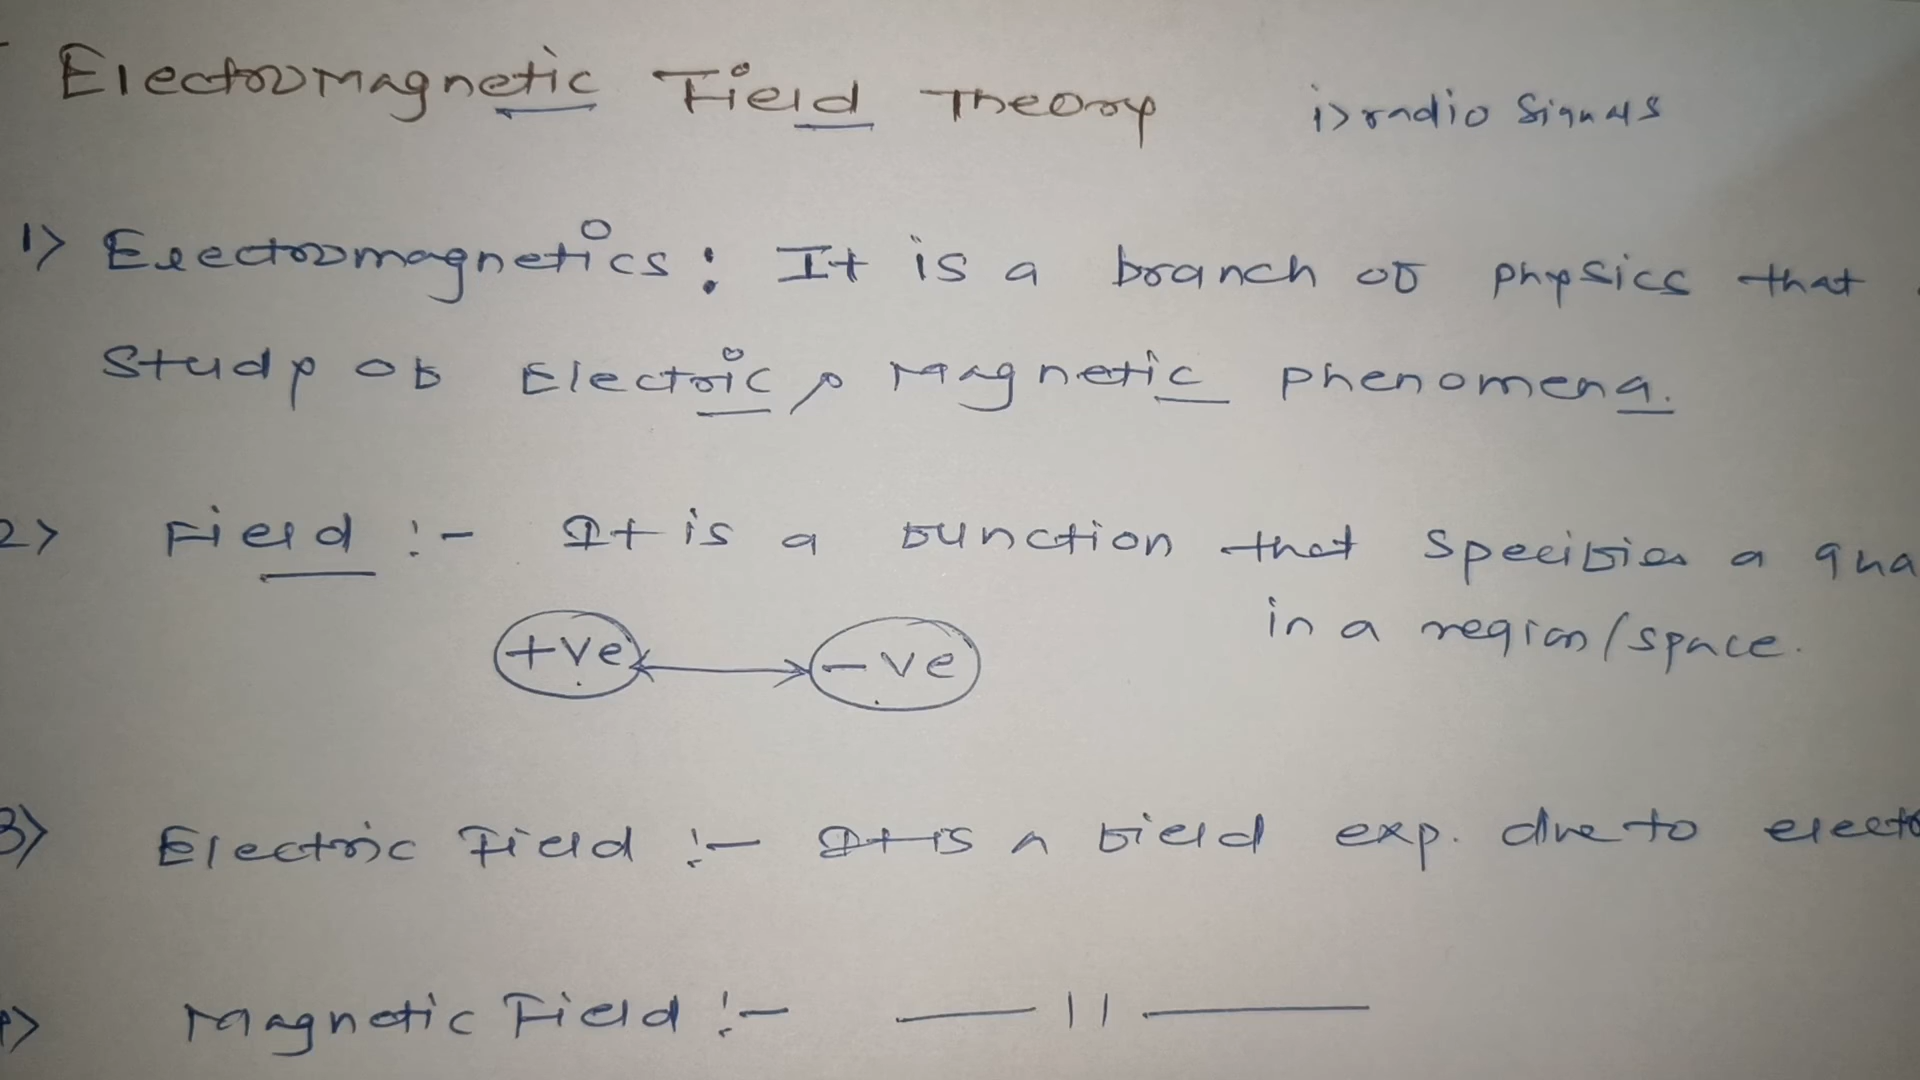 Electromagnetic Field Theory i> radio signals
1> Electromagnetics : It is a branch of physics that
study of Electric, Magnetic phenomena.
2> Field :- It is a function that specifies a qua
in a region/space.
+ve -ve
3> Electric Field :- It is a field exp. due to electr
Magnetic Field :- —— 11 ——